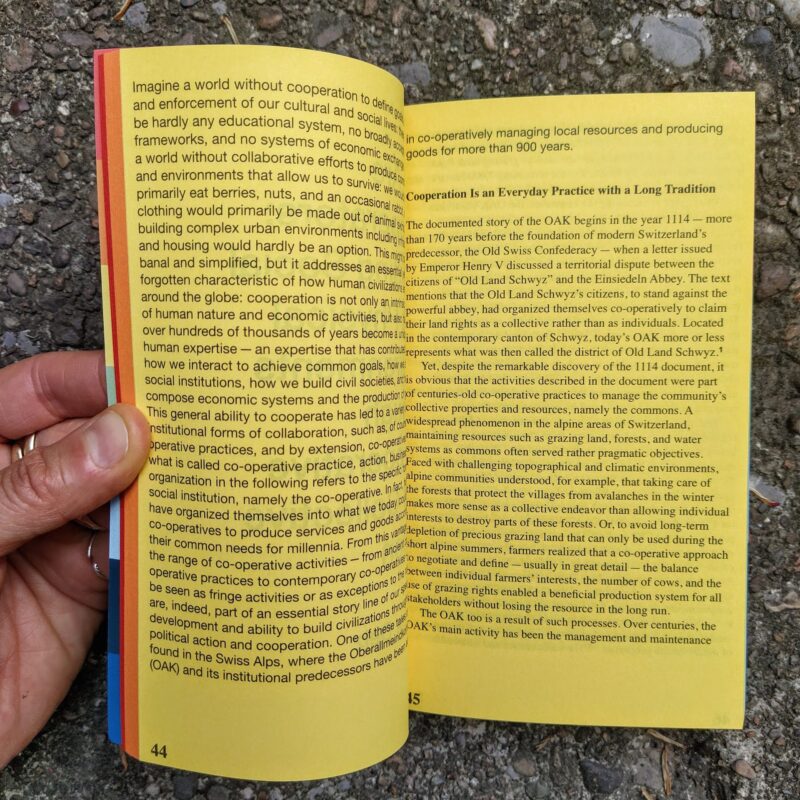 Imagine a world without cooperation to define goals,
and enforcement of our cultural and social lives: the
be hardly any educational system, no broadly
frameworks, and no systems of economic exchan
a world without collaborative efforts to produce
and environments that allow us to survive: we wou
primarily eat berries, nuts, and an occasional rabbi
clothing would primarily be made out of animal
building complex urban environments including
and housing would hardly be an option. This migh
banal and simplified, but it addresses an essential
forgotten characteristic of how human civilization
around the globe: cooperation is not only an
of human nature and economic activities, but
over hundreds of thousands of years become a
human expertise — an expertise that has contribute
how we interact to achieve common goals, how we
social institutions, how we build civil societies, and
compose economic systems and the production
This general ability to cooperate has led to a
institutional forms of collaboration, such as, of cour
operative practices, and by extension, co-operative
what is called co-operative practice, action, busine
organization in the following refers to the specific
social institution, namely the co-operative. In fact,
have organized themselves into what we today
co-operatives to produce services and goods
their common needs for millennia. From this vanta
the range of co-operative activities — from ancient
operative practices to contemporary co-operatives
be seen as fringe activities or as exceptions to the
are, indeed, part of an essential story line of our
development and ability to build civilizations throu
political action and cooperation. One of these
found in the Swiss Alps, where the Oberallmeind
(OAK) and its institutional predecessors have been
44
in co-operatively managing local resources and producing
goods for more than 900 years.
Cooperation Is an Everyday Practice with a Long Tradition
The documented story of the OAK begins in the year 1114 — more
than 170 years before the foundation of modern Switzerland's
predecessor, the Old Swiss Confederacy — when a letter issued
by Emperor Henry V discussed a territorial dispute between the
citizens of "Old Land Schwyz" and the Einsiedeln Abbey. The text
mentions that the Old Land Schwyz's citizens, to stand against the
powerful abbey, had organized themselves co-operatively to claim
their land rights as a collective rather than as individuals. Located
in the contemporary canton of Schwyz, today's OAK more or less
represents what was then called the district of Old Land Schwyz.¹
Yet, despite the remarkable discovery of the 1114 document, it
is obvious that the activities described in the document were part
of centuries-old co-operative practices to manage the community's
collective properties and resources, namely the commons. A
widespread phenomenon in the alpine areas of Switzerland,
maintaining resources such as grazing land, forests, and water
systems as commons often served rather pragmatic objectives.
Faced with challenging topographical and climatic environments,
alpine communities understood, for example, that taking care of
the forests that protect the villages from avalanches in the winter
makes more sense as a collective endeavor than allowing individual
interests to destroy parts of these forests. Or, to avoid long-term
depletion of precious grazing land that can only be used during the
short alpine summers, farmers realized that a co-operative approach
to negotiate and define — usually in great detail — the balance
between individual farmers' interests, the number of cows, and the
use of grazing rights enabled a beneficial production system for all
stakeholders without losing the resource in the long run.
The OAK too is a result of such processes. Over centuries, the
OAK's main activity has been the management and maintenance
45